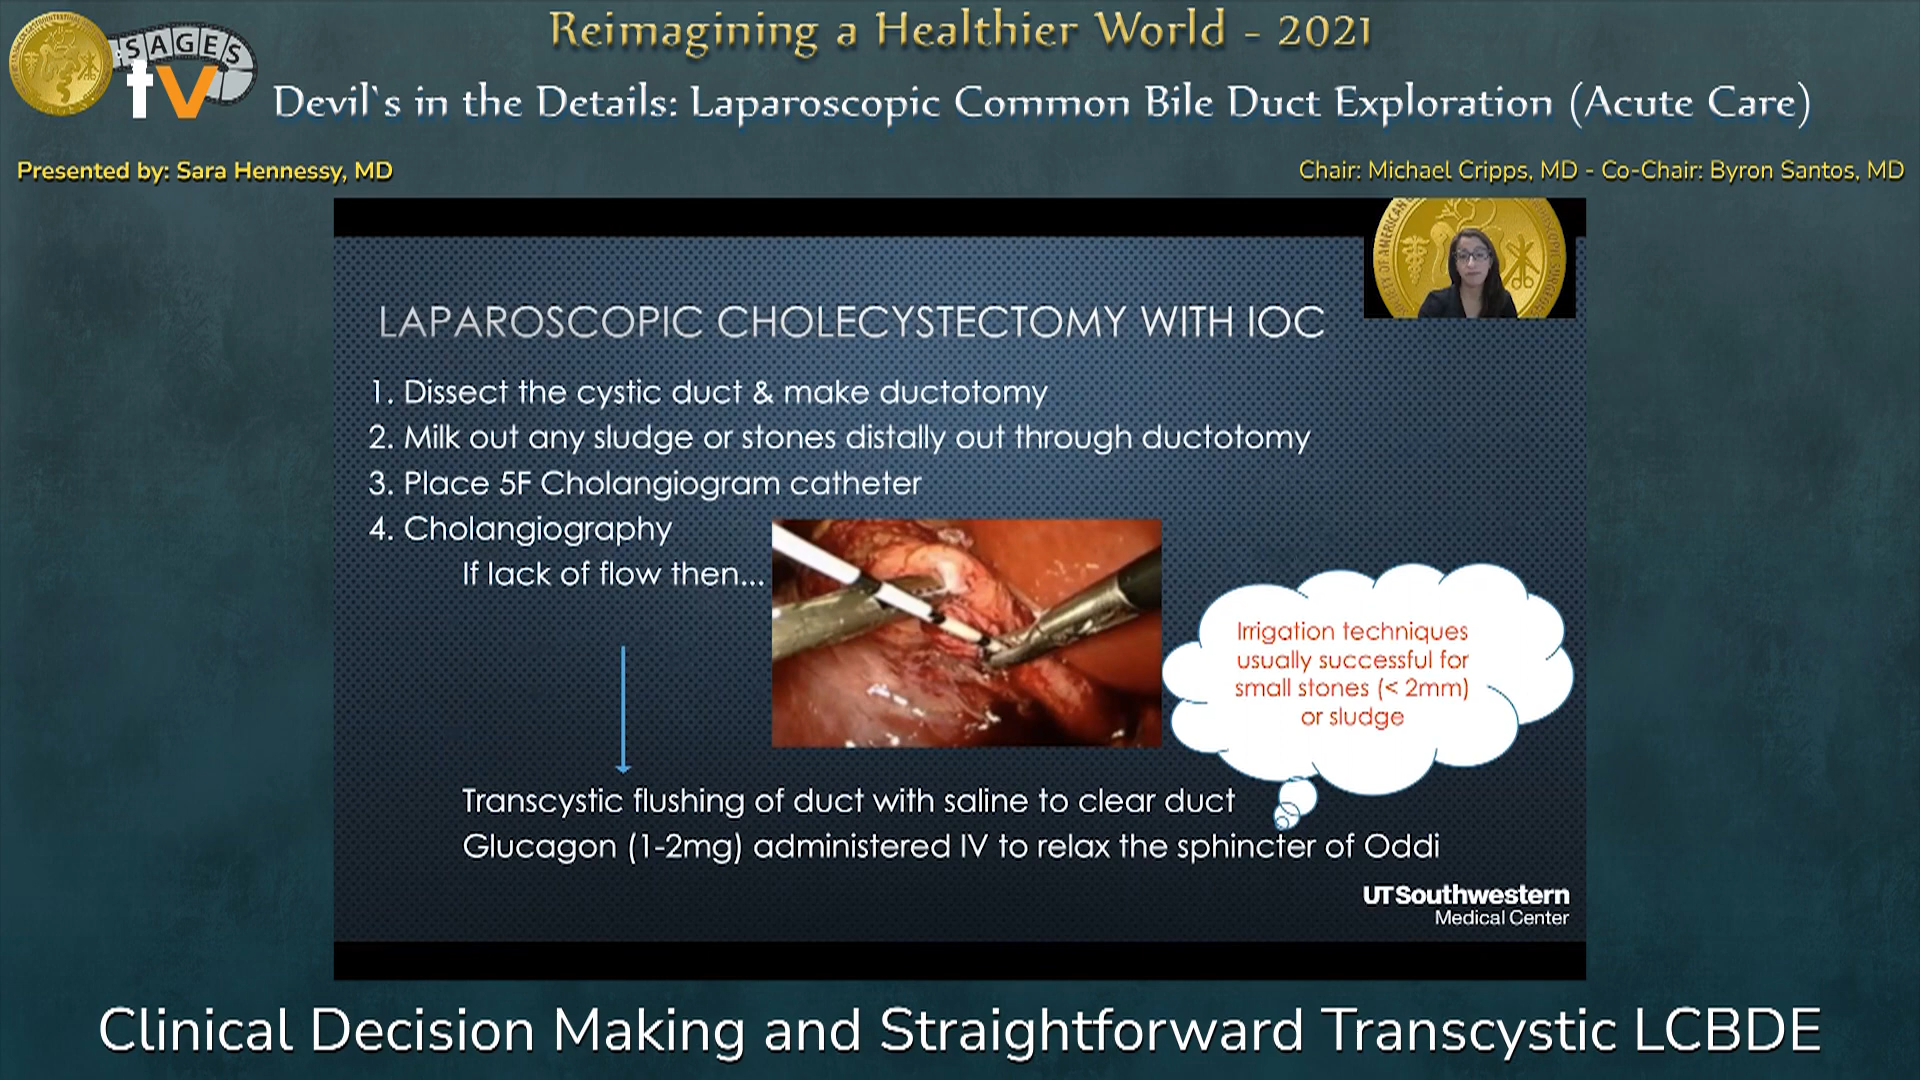 Reimagining a Healthier World - 2021
SAGES
tv
Devil`s in the Details: Laparoscopic Common Bile Duct Exploration (Acute Care)
Presented by: Sara Hennessy, MD
Chair: Michael Cripps, MD - Co-Chair: Byron Santos, MD
LAPAROSCOPIC CHOLECYSTECTOMY WITH IOC
1. Dissect the cystic duct & make ductotomy
2. Milk out any sludge or stones distally out through ductotomy
3. Place 5F Cholangiogram catheter
4. Cholangiography
If lack of flow then...
Irrigation techniques
usually successful for
small stones (< 2mm)
or sludge
Transcystic flushing of duct with saline to clear duct
Glucagon (1-2mg) administered IV to relax the sphincter of Oddi
UTSouthwestern
Medical Center
Clinical Decision Making and Straightforward Transcystic LCBDE